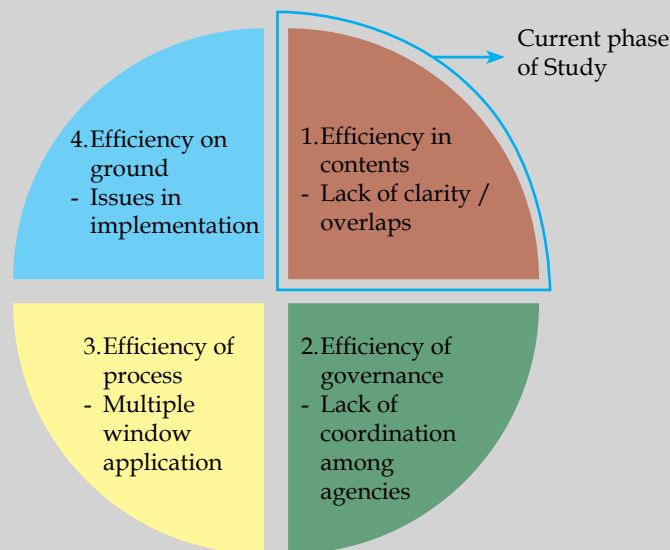 Current phase
of Study
4.Efficiency on
ground
- Issues in
implementation
1.Efficiency in
contents
- Lack of clarity /
overlaps
3.Efficiency of
process
- Multiple
window
application
2.Efficiency of
governance
- Lack of
coordination
among
agencies